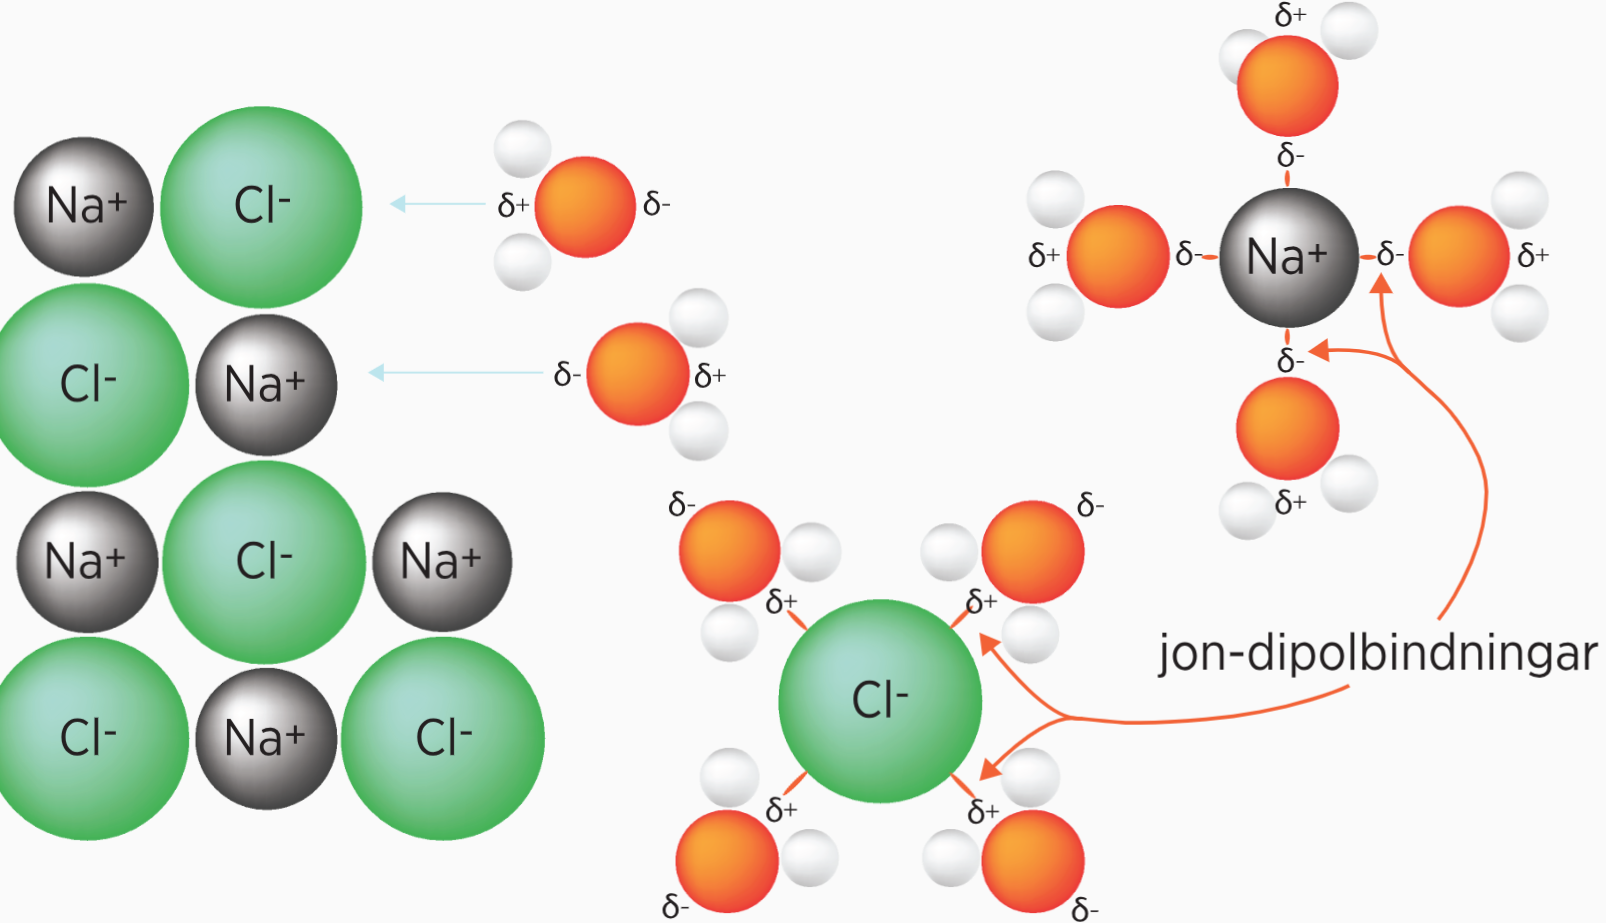 Na+ Cl-
Cl- Na+
Na+ Cl- Na+
Cl- Na+ Cl-
δ+ δ-
δ- δ+
δ+
δ-
δ+ δ- Na+ δ- δ+
δ-
δ+
δ- δ-
δ+ δ+
Cl-
δ+ δ+
δ- δ-
jon-dipolbindningar